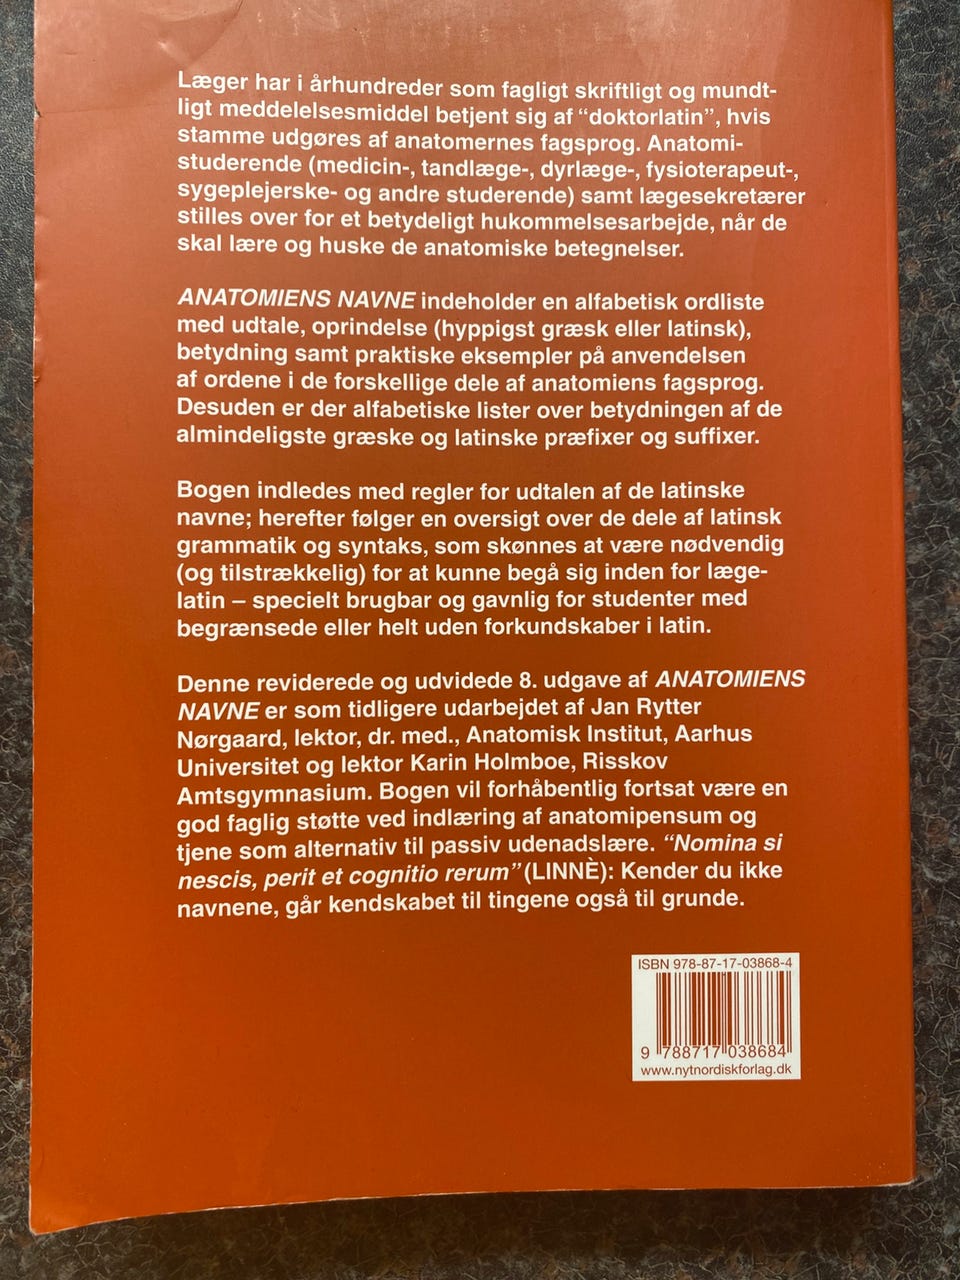 Læger har i århundreder som fagligt skriftligt og mundt-
ligt meddelelsesmiddel betjent sig af “doktorlatin”, hvis
stamme udgøres af anatomernes fagsprog. Anatomi-
studerende (medicin-, tandlæge-, dyrlæge-, fysioterapeut-,
sygeplejerske- og andre studerende) samt lægesekretærer
stilles over for et betydeligt hukommelsesarbejde, når de
skal lære og huske de anatomiske betegnelser.
ANATOMIENS NAVNE indeholder en alfabetisk ordliste
med udtale, oprindelse (hyppigst græsk eller latinsk),
betydning samt praktiske eksempler på anvendelsen
af ordene i de forskellige dele af anatomiens fagsprog.
Desuden er der alfabetiske lister over betydningen af de
almindeligste græske og latinske præfixer og suffixer.
Bogen indledes med regler for udtalen af de latinske
navne; herefter følger en oversigt over de dele af latinsk
grammatik og syntaks, som skønnes at være nødvendig
(og tilstrækkelig) for at kunne begå sig inden for læge-
latin – specielt brugbar og gavnlig for studenter med
begrænsede eller helt uden forkundskaber i latin.
Denne reviderede og udvidede 8. udgave af ANATOMIENS
NAVNE er som tidligere udarbejdet af Jan Rytter
Nørgaard, lektor, dr. med., Anatomisk Institut, Aarhus
Universitet og lektor Karin Holmboe, Risskov
Amtsgymnasium. Bogen vil forhåbentlig fortsat være en
god faglig støtte ved indlæring af anatomipensum og
tjene som alternativ til passiv udenadslære. “Nomina si
nescis, perit et cognitio rerum” (LINNÈ): Kender du ikke
navnene, går kendskabet til tingene også til grunde.
ISBN 978-87-17-03868-4
9 788717 038684
www.nytnordiskforlag.dk